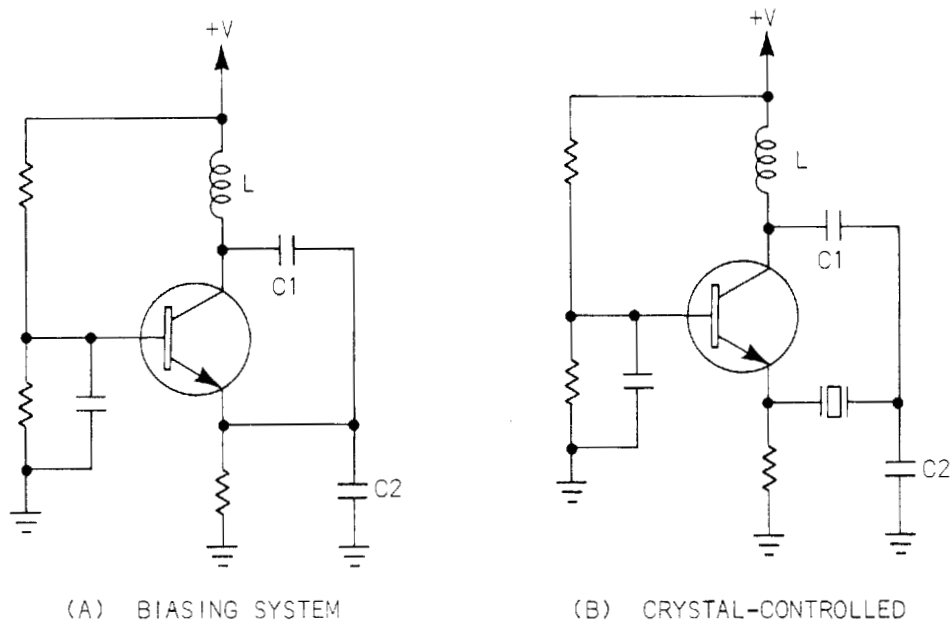 +V
L
C1
C2
(A) BIASING SYSTEM
+V
L
C1
C2
(B) CRYSTAL-CONTROLLED